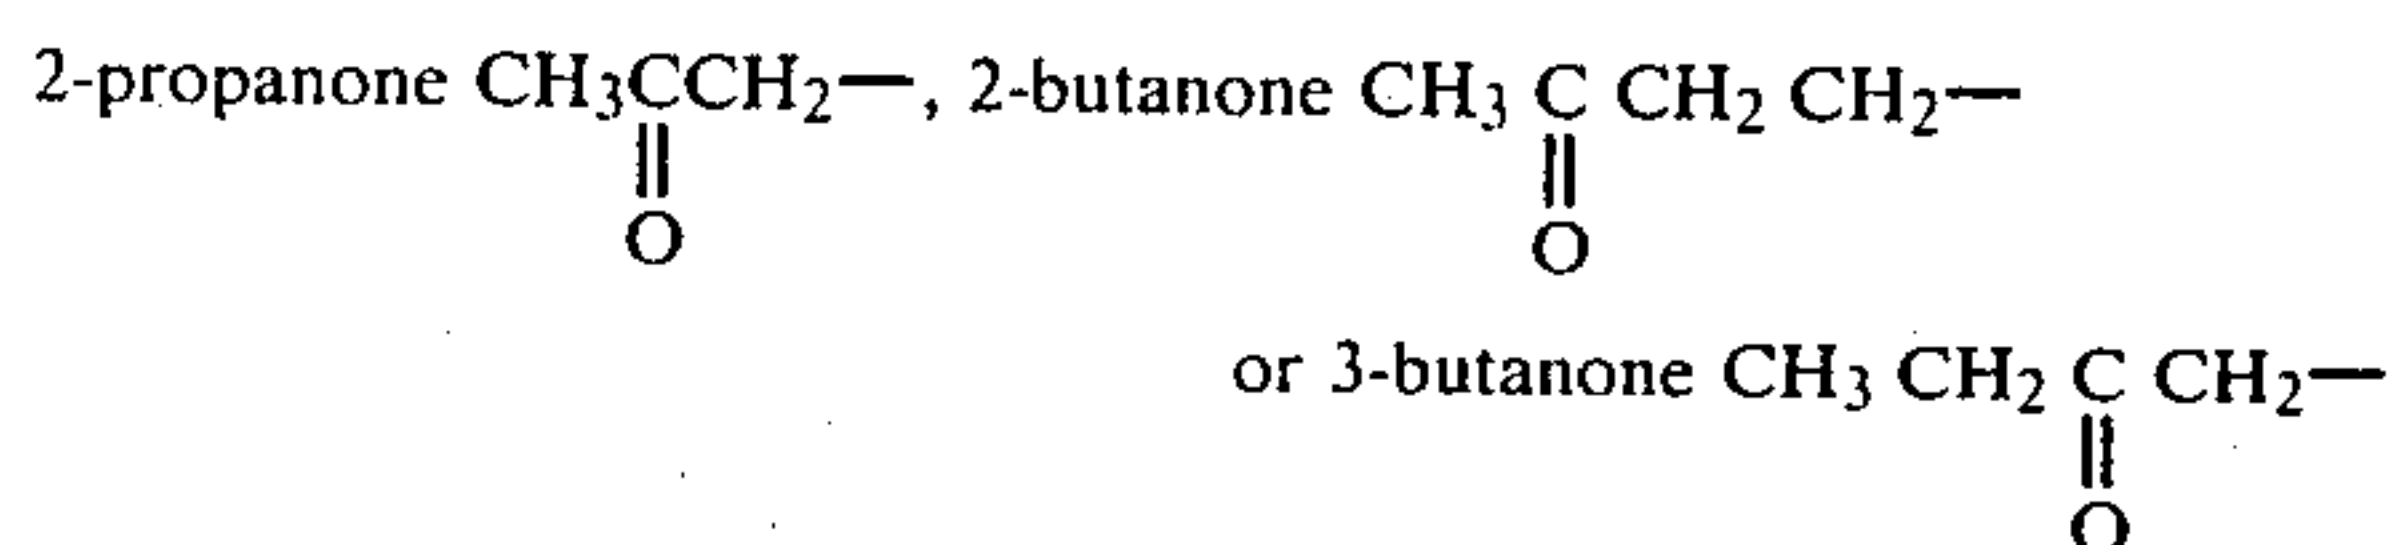 2-propanone CH₃CCH₂—, 2-butanone CH₃ C CH₂ CH₂—
|| ||
O O
or 3-butanone CH₃ CH₂ C CH₂—
||
O